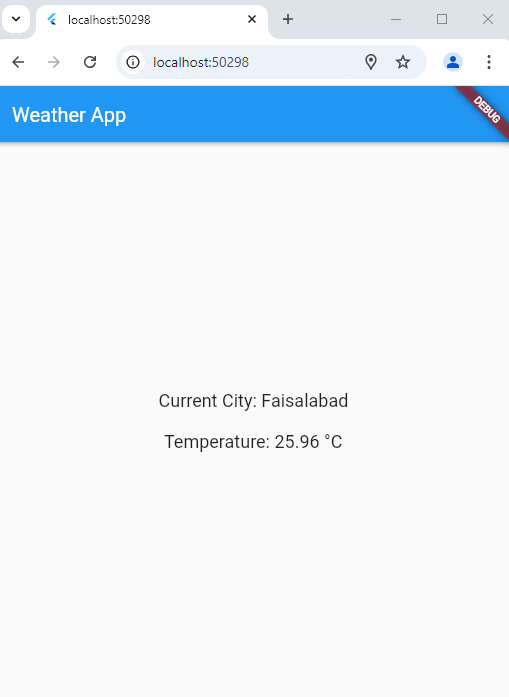 localhost:50298
localhost:50298
Weather App
DEBUG
Current City: Faisalabad
Temperature: 25.96 °C